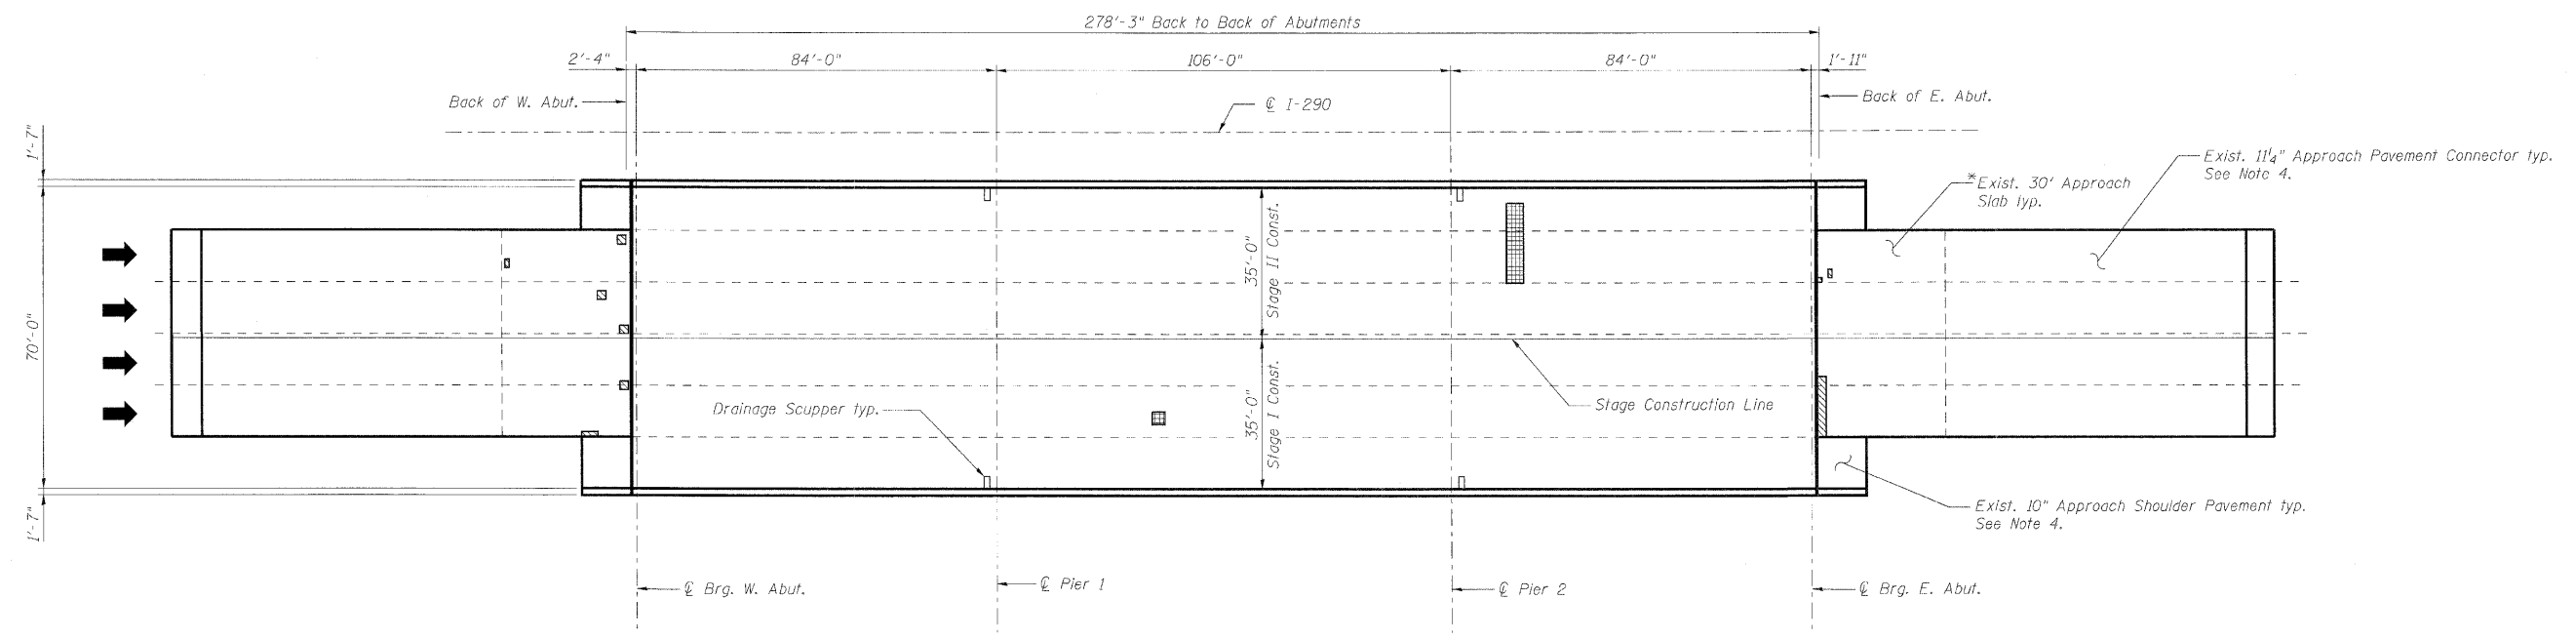 278'-3" Back to Back of Abutments
2'-4"
84'-0"
106'-0"
84'-0"
1'-11"
Back of W. Abut.
℄ I-290
Back of E. Abut.
1'-7"
Exist. 11¼" Approach Pavement Connector typ.
See Note 4.
*Exist. 30' Approach
Slab typ.
35'-0"
Stage II Const.
70'-0"
35'-0"
Stage I Const.
Drainage Scupper typ.
Stage Construction Line
1'-7"
Exist. 10" Approach Shoulder Pavement typ.
See Note 4.
℄ Brg. W. Abut.
℄ Pier 1
℄ Pier 2
℄ Brg. E. Abut.